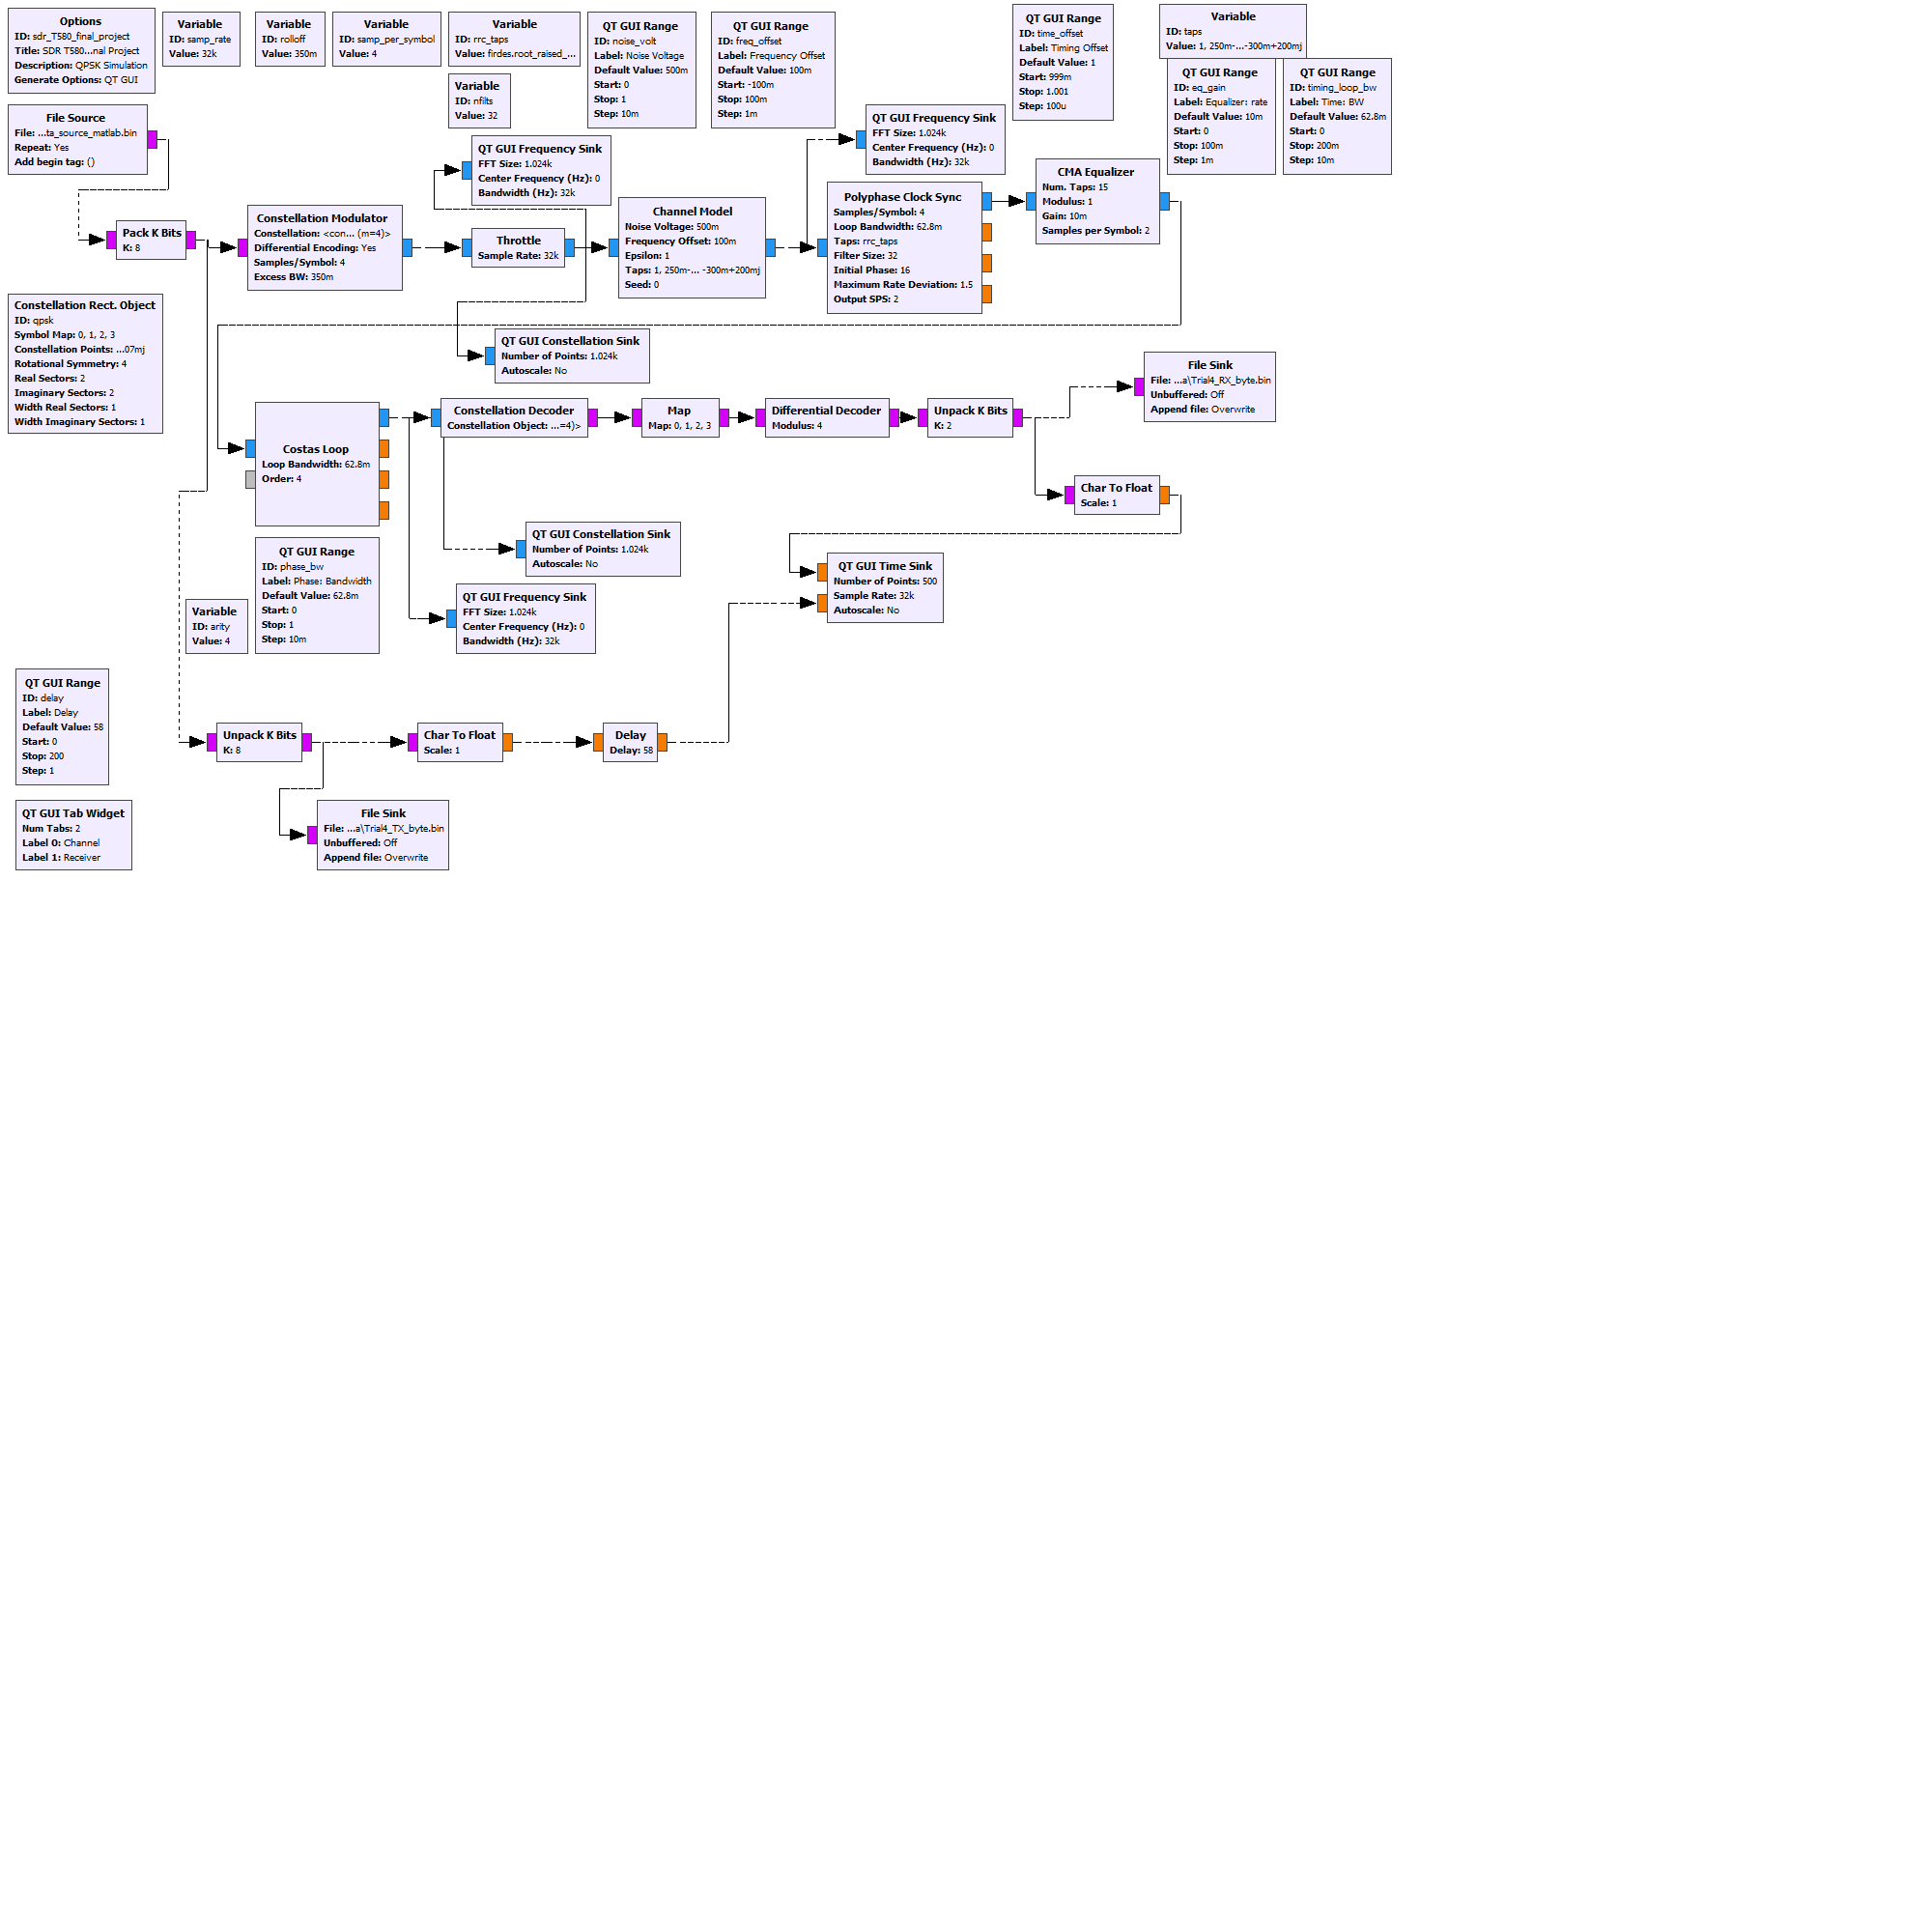 Options
ID: sdr_T580_final_project
Title: SDR T580...nal Project
Description: QPSK Simulation
Generate Options: QT GUI
Variable
ID: samp_rate
Value: 32k
Variable
ID: rolloff
Value: 350m
Variable
ID: samp_per_symbol
Value: 4
Variable
ID: rrc_taps
Value: firdes.root_raised_...
Variable
ID: nfilts
Value: 32
QT GUI Range
ID: noise_volt
Label: Noise Voltage
Default Value: 500m
Start: 0
Stop: 1
Step: 10m
QT GUI Range
ID: freq_offset
Label: Frequency Offset
Default Value: 100m
Start: -100m
Stop: 100m
Step: 1m
QT GUI Range
ID: time_offset
Label: Timing Offset
Default Value: 1
Start: 999m
Stop: 1.001
Step: 100u
Variable
ID: taps
Value: 1, 250m-...-300m+200mj
QT GUI Range
ID: eq_gain
Label: Equalizer: rate
Default Value: 10m
Start: 0
Stop: 100m
Step: 1m
QT GUI Range
ID: timing_loop_bw
Label: Time: BW
Default Value: 62.8m
Start: 0
Stop: 200m
Step: 10m
File Source
File: ...ta_source_matlab.bin
Repeat: Yes
Add begin tag: ()
QT GUI Frequency Sink
FFT Size: 1.024k
Center Frequency (Hz): 0
Bandwidth (Hz): 32k
QT GUI Frequency Sink
FFT Size: 1.024k
Center Frequency (Hz): 0
Bandwidth (Hz): 32k
Pack K Bits
K: 8
Constellation Modulator
Constellation: <con... (m=4)>
Differential Encoding: Yes
Samples/Symbol: 4
Excess BW: 350m
Throttle
Sample Rate: 32k
Channel Model
Noise Voltage: 500m
Frequency Offset: 100m
Epsilon: 1
Taps: 1, 250m-... -300m+200mj
Seed: 0
Polyphase Clock Sync
Samples/Symbol: 4
Loop Bandwidth: 62.8m
Taps: rrc_taps
Filter Size: 32
Initial Phase: 16
Maximum Rate Deviation: 1.5
Output SPS: 2
CMA Equalizer
Num. Taps: 15
Modulus: 1
Gain: 10m
Samples per Symbol: 2
Constellation Rect. Object
ID: qpsk
Symbol Map: 0, 1, 2, 3
Constellation Points: ...07mj
Rotational Symmetry: 4
Real Sectors: 2
Imaginary Sectors: 2
Width Real Sectors: 1
Width Imaginary Sectors: 1
QT GUI Constellation Sink
Number of Points: 1.024k
Autoscale: No
File Sink
File: ...a\Trial4_RX_byte.bin
Unbuffered: Off
Append file: Overwrite
Costas Loop
Loop Bandwidth: 62.8m
Order: 4
Constellation Decoder
Constellation Object: ...=4)>
Map
Map: 0, 1, 2, 3
Differential Decoder
Modulus: 4
Unpack K Bits
K: 2
Char To Float
Scale: 1
QT GUI Constellation Sink
Number of Points: 1.024k
Autoscale: No
QT GUI Range
ID: phase_bw
Label: Phase: Bandwidth
Default Value: 62.8m
Start: 0
Stop: 1
Step: 10m
QT GUI Time Sink
Number of Points: 500
Sample Rate: 32k
Autoscale: No
QT GUI Frequency Sink
FFT Size: 1.024k
Center Frequency (Hz): 0
Bandwidth (Hz): 32k
Variable
ID: arity
Value: 4
QT GUI Range
ID: delay
Label: Delay
Default Value: 58
Start: 0
Stop: 200
Step: 1
Unpack K Bits
K: 8
Char To Float
Scale: 1
Delay
Delay: 58
QT GUI Tab Widget
Num Tabs: 2
Label 0: Channel
Label 1: Receiver
File Sink
File: ...a\Trial4_TX_byte.bin
Unbuffered: Off
Append file: Overwrite